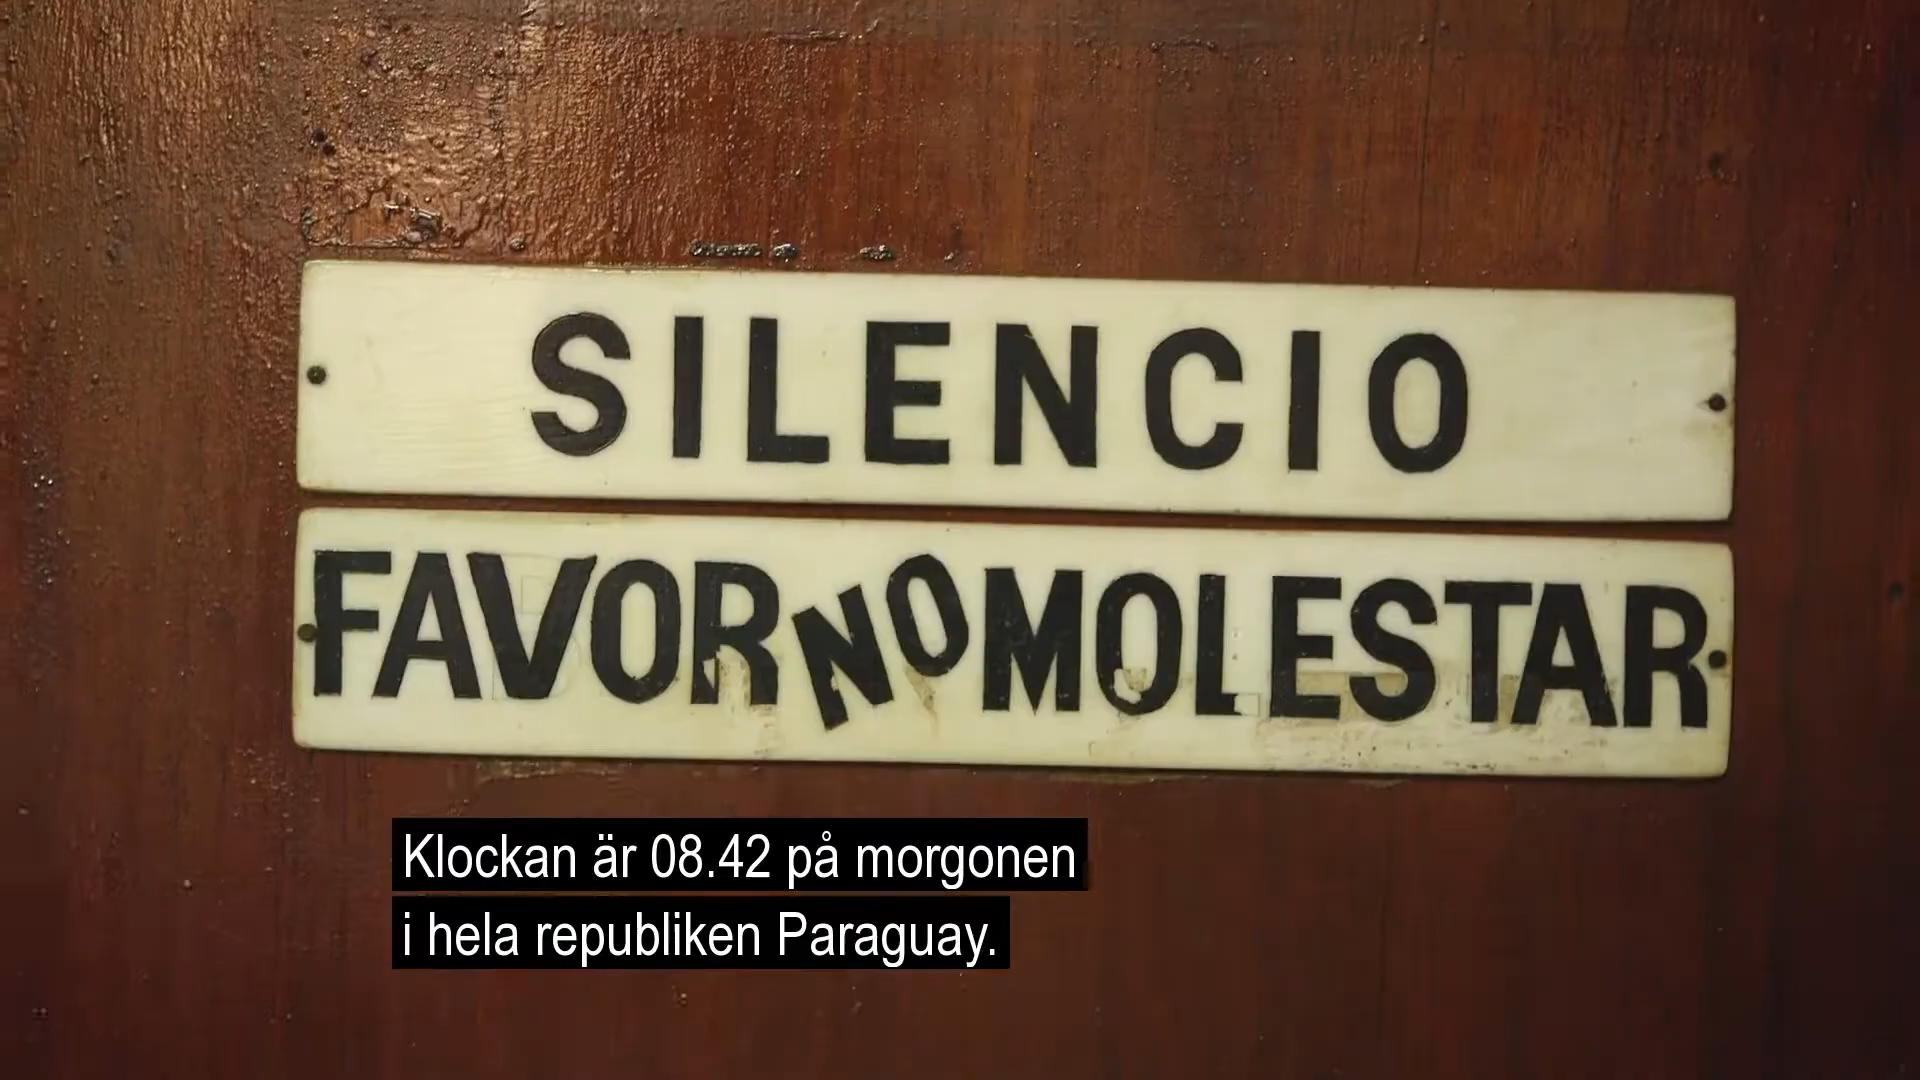 SILENCIO
FAVOR NO MOLESTAR
Klockan är 08.42 på morgonen
i hela republiken Paraguay.